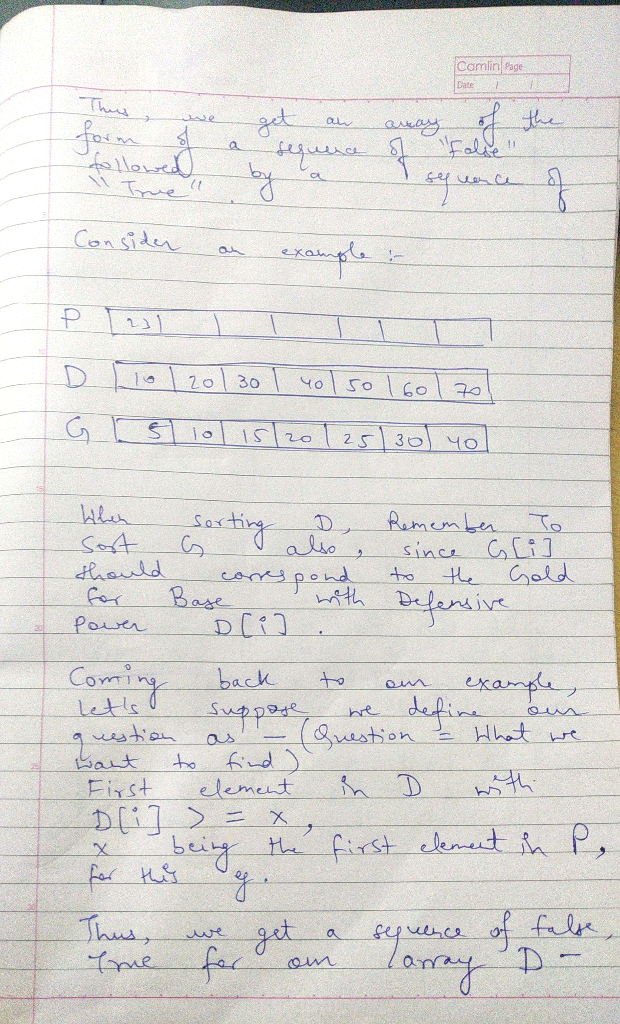 Camlin Page
Date / /
Thus, we get an array of the
form of a sequence of "False"
followed by a sequence of
"True".
Consider an example :-
P 23
D 10 20 30 40 50 60 70
G 5 10 15 20 25 30 40
When sorting D, Remember To
Sort G also, since G[i]
should correspond to the Gold
for Base with Defensive
Power D[i].
Coming back to our example,
let's suppose we define our
question as - (Question = What we
want to find)
First element in D with
D[i] > = x,
x being the first element in P,
for this eg.
Thus, we get a sequence of false,
True for our array D -